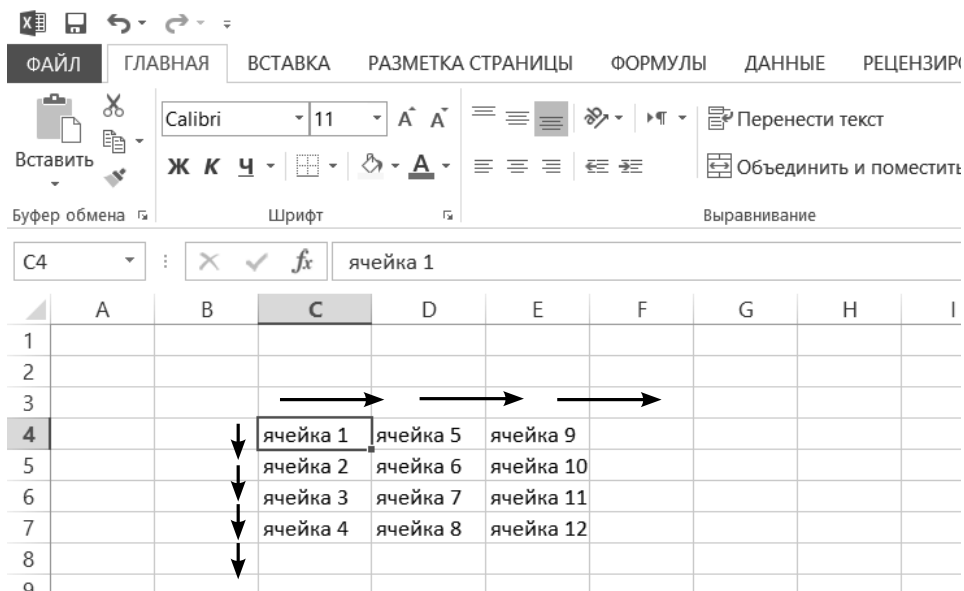 ФАЙЛ ГЛАВНАЯ ВСТАВКА РАЗМЕТКА СТРАНИЦЫ ФОРМУЛЫ ДАННЫЕ РЕЦЕНЗИРО
Calibri 11 Перенести текст
Вставить Ж К Ч А Объединить и поместить
Буфер обмена Шрифт Выравнивание
C4 fx ячейка 1
A B C D E F G H I
1
2
3
4 ячейка 1 ячейка 5 ячейка 9
5 ячейка 2 ячейка 6 ячейка 10
6 ячейка 3 ячейка 7 ячейка 11
7 ячейка 4 ячейка 8 ячейка 12
8
9